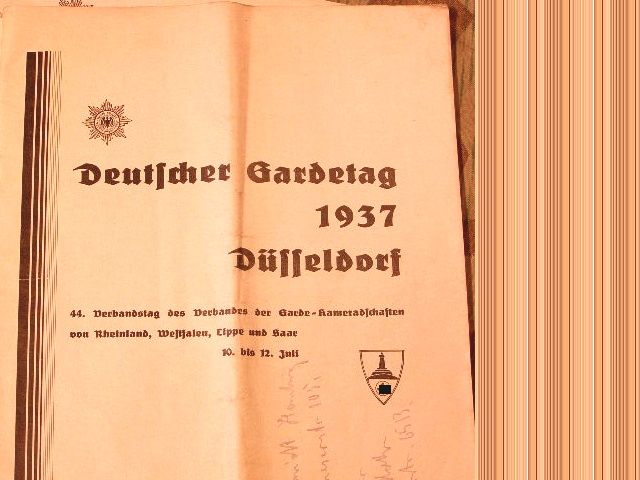 Deutscher Gardetag
1937
Düsseldorf
44. Verbandstag des Verbandes der Garde-Kameradschaften
von Rheinland, Westfalen, Lippe und Saar
10. bis 12. Juli